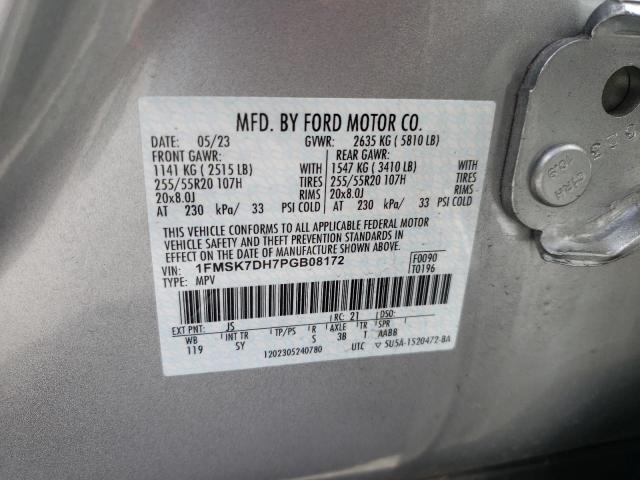 MFD. BY FORD MOTOR CO.
DATE: 05/23 GVWR: 2635 KG ( 5810 LB)
FRONT GAWR: REAR GAWR:
1141 KG ( 2515 LB) WITH 1547 KG ( 3410 LB) WITH
255/55R20 107H TIRES 255/55R20 107H TIRES
20x8.0J RIMS 20x8.0J RIMS
AT 230 kPa/ 33 PSI COLD AT 230 kPa/ 33 PSI COLD
THIS VEHICLE CONFORMS TO ALL APPLICABLE FEDERAL MOTOR
VEHICLE SAFETY AND THEFT PREVENTION STANDARDS IN
EFFECT ON THE DATE OF MANUFACTURE SHOWN ABOVE.
VIN: 1FMSK7DH7PGB08172 F0090
TYPE: MPV T0196
RC: 21 DSO:
EXT PNT: JS
WB INT TR TP/PS R AXLE TR SPR
119 5Y S 3B T AABB
1202305240780 UTC ▽ 5U5A-1520472-BA